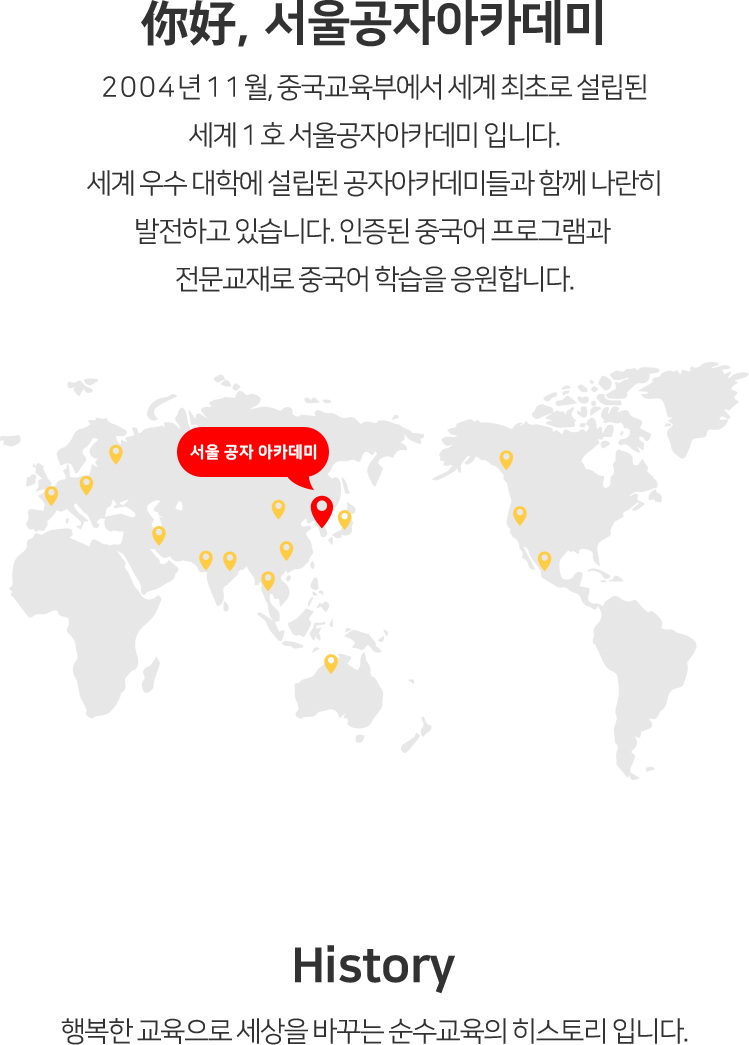 你好, 서울공자아카데미
2004년 11월, 중국교육부에서 세계 최초로 설립된
세계 1호 서울공자아카데미 입니다.
세계 우수 대학에 설립된 공자아카데미들과 함께 나란히
발전하고 있습니다. 인증된 중국어 프로그램과
전문교재로 중국어 학습을 응원합니다.
서울 공자 아카데미
History
행복한 교육으로 세상을 바꾸는 순수교육의 히스토리 입니다.